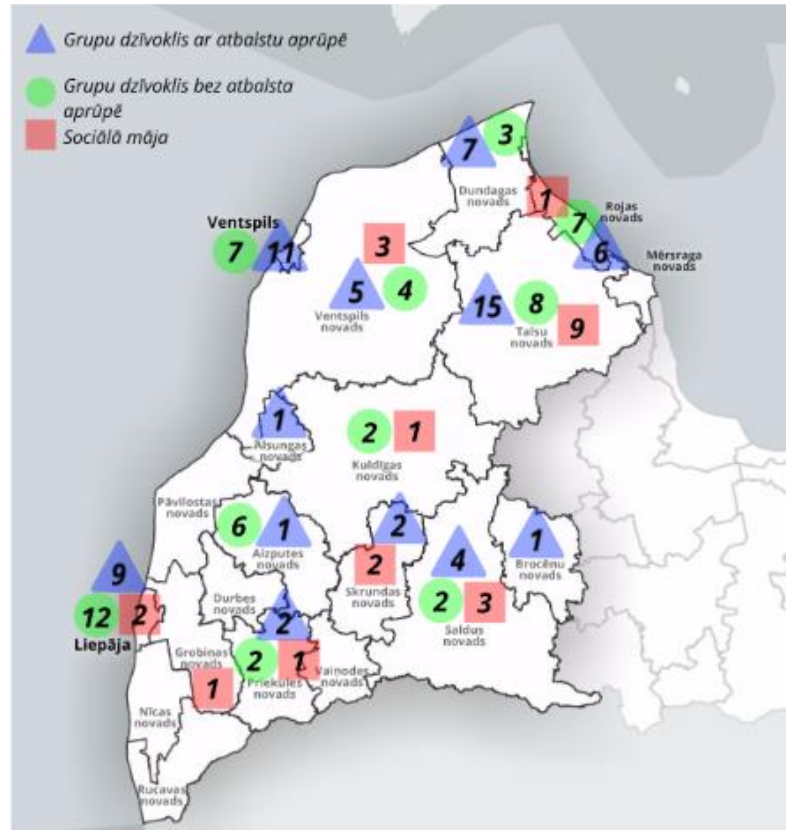 Grupu dzīvoklis ar atbalstu aprūpē
Grupu dzīvoklis bez atbalsta
aprūpē
Sociālā māja
7
3
Dundagas
novads
1
7
Rojas
novads
6
Mērsraga
novads
Ventspils
7
11
3
5
4
Ventspils
novads
15
8
9
Talsu
novads
1
Alsungas
novads
2
1
Kuldīgas
novads
Pāvilostas
novads
6
1
Aizputes
novads
2
2
Skrundas
novads
4
2
3
Saldus
novads
1
Brocēnu
novads
9
12
2
Liepāja
Durbes
novads
2
2
1
Priekules
novads
Vaiņodes
novads
Grobiņas
novads
1
Nīcas
novads
Rucavas
novads